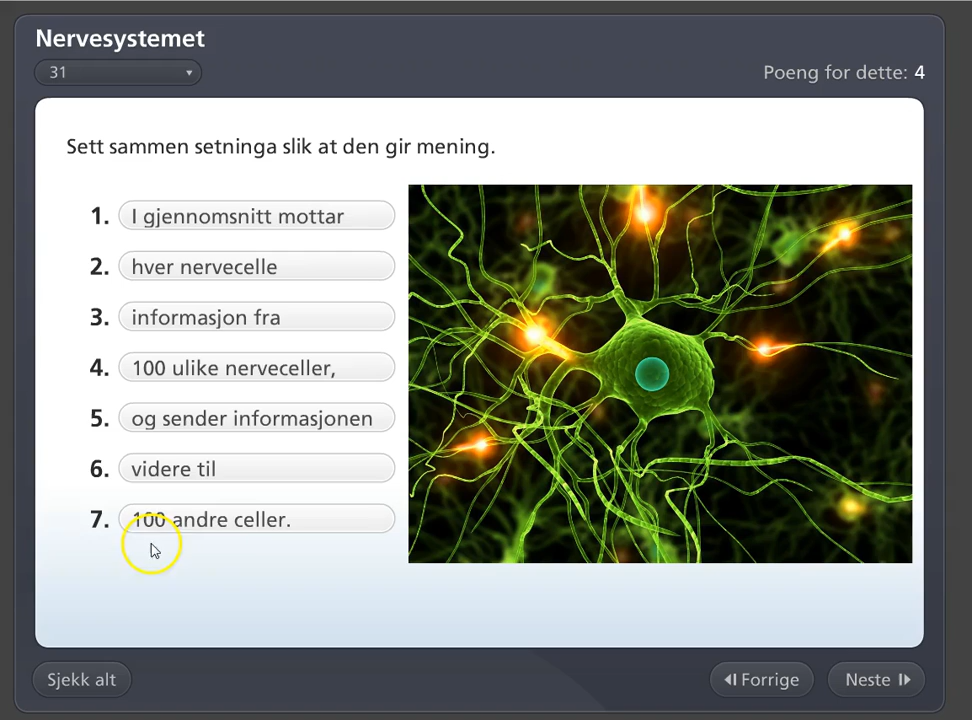 Nervesystemet
31
Poeng for dette: 4
Sett sammen setninga slik at den gir mening.
1. I gjennomsnitt mottar
2. hver nervecelle
3. informasjon fra
4. 100 ulike nerveceller,
5. og sender informasjonen
6. videre til
7. 100 andre celler.
Sjekk alt
Forrige
Neste